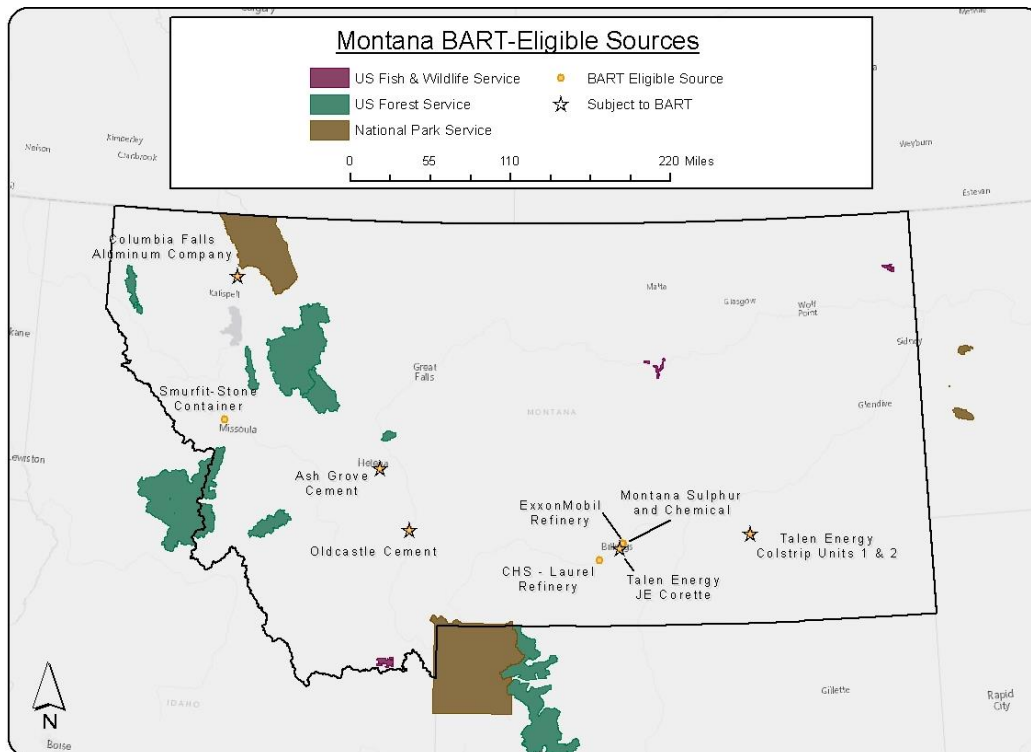 Calgary
Medicine
Montana BART-Eligible Sources
US Fish & Wildlife Service
BART Eligible Source
US Forest Service
Subject to BART
National Park Service
0 55 110 220 Miles
Nelson
Kimberley
Cranbrook
Weyburn
Estevan
Columbia Falls
Aluminum Company
Kalispell
Malta
Glasgow
Wolf
Point
kane
Sidney
Great
Falls
Smurfit-Stone
Container
MONTANA
Glendive
Missoula
Lewiston
Helena
Ash Grove
Cement
ExxonMobil
Refinery
Montana Sulphur
and Chemical
Oldcastle Cement
Billings
Talen Energy
Colstrip Units 1 & 2
CHS - Laurel
Refinery
Talen Energy
JE Corette
N
IDAHO
Gillette
Rapid
City
Boise